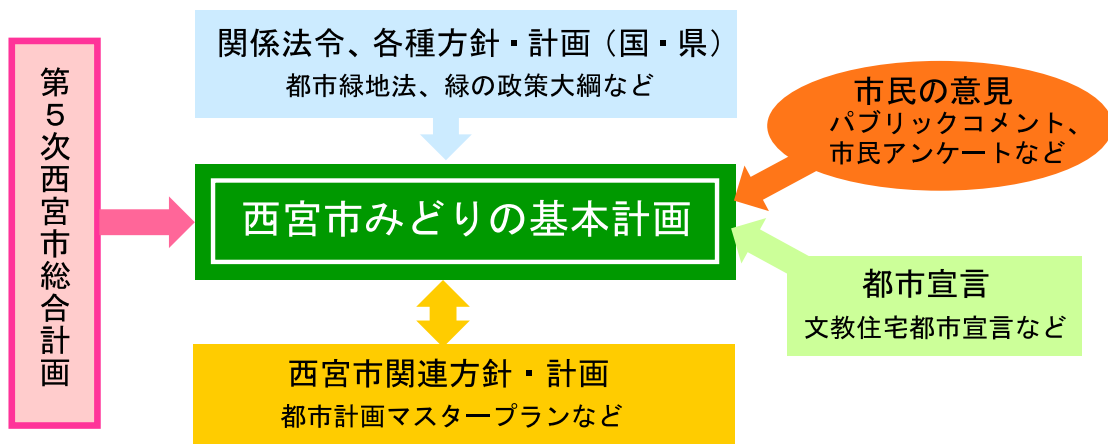 第５次西宮市総合計画
関係法令、各種方針・計画（国・県）
都市緑地法、緑の政策大綱など
市民の意見
パブリックコメント、
市民アンケートなど
西宮市みどりの基本計画
都市宣言
文教住宅都市宣言など
西宮市関連方針・計画
都市計画マスタープランなど